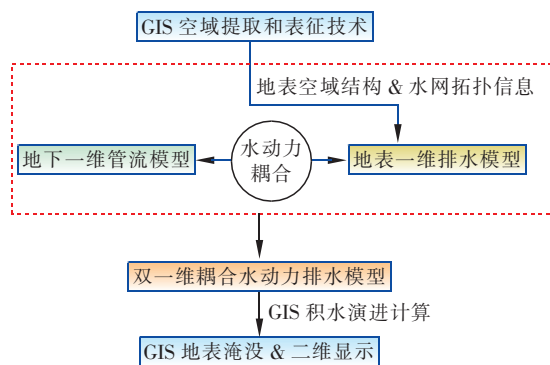 GIS 空域提取和表征技术
地表空域结构 & 水网拓扑信息
地下一维管流模型
水动力
耦合
地表一维排水模型
双一维耦合水动力排水模型
GIS 积水演进计算
GIS 地表淹没 & 二维显示